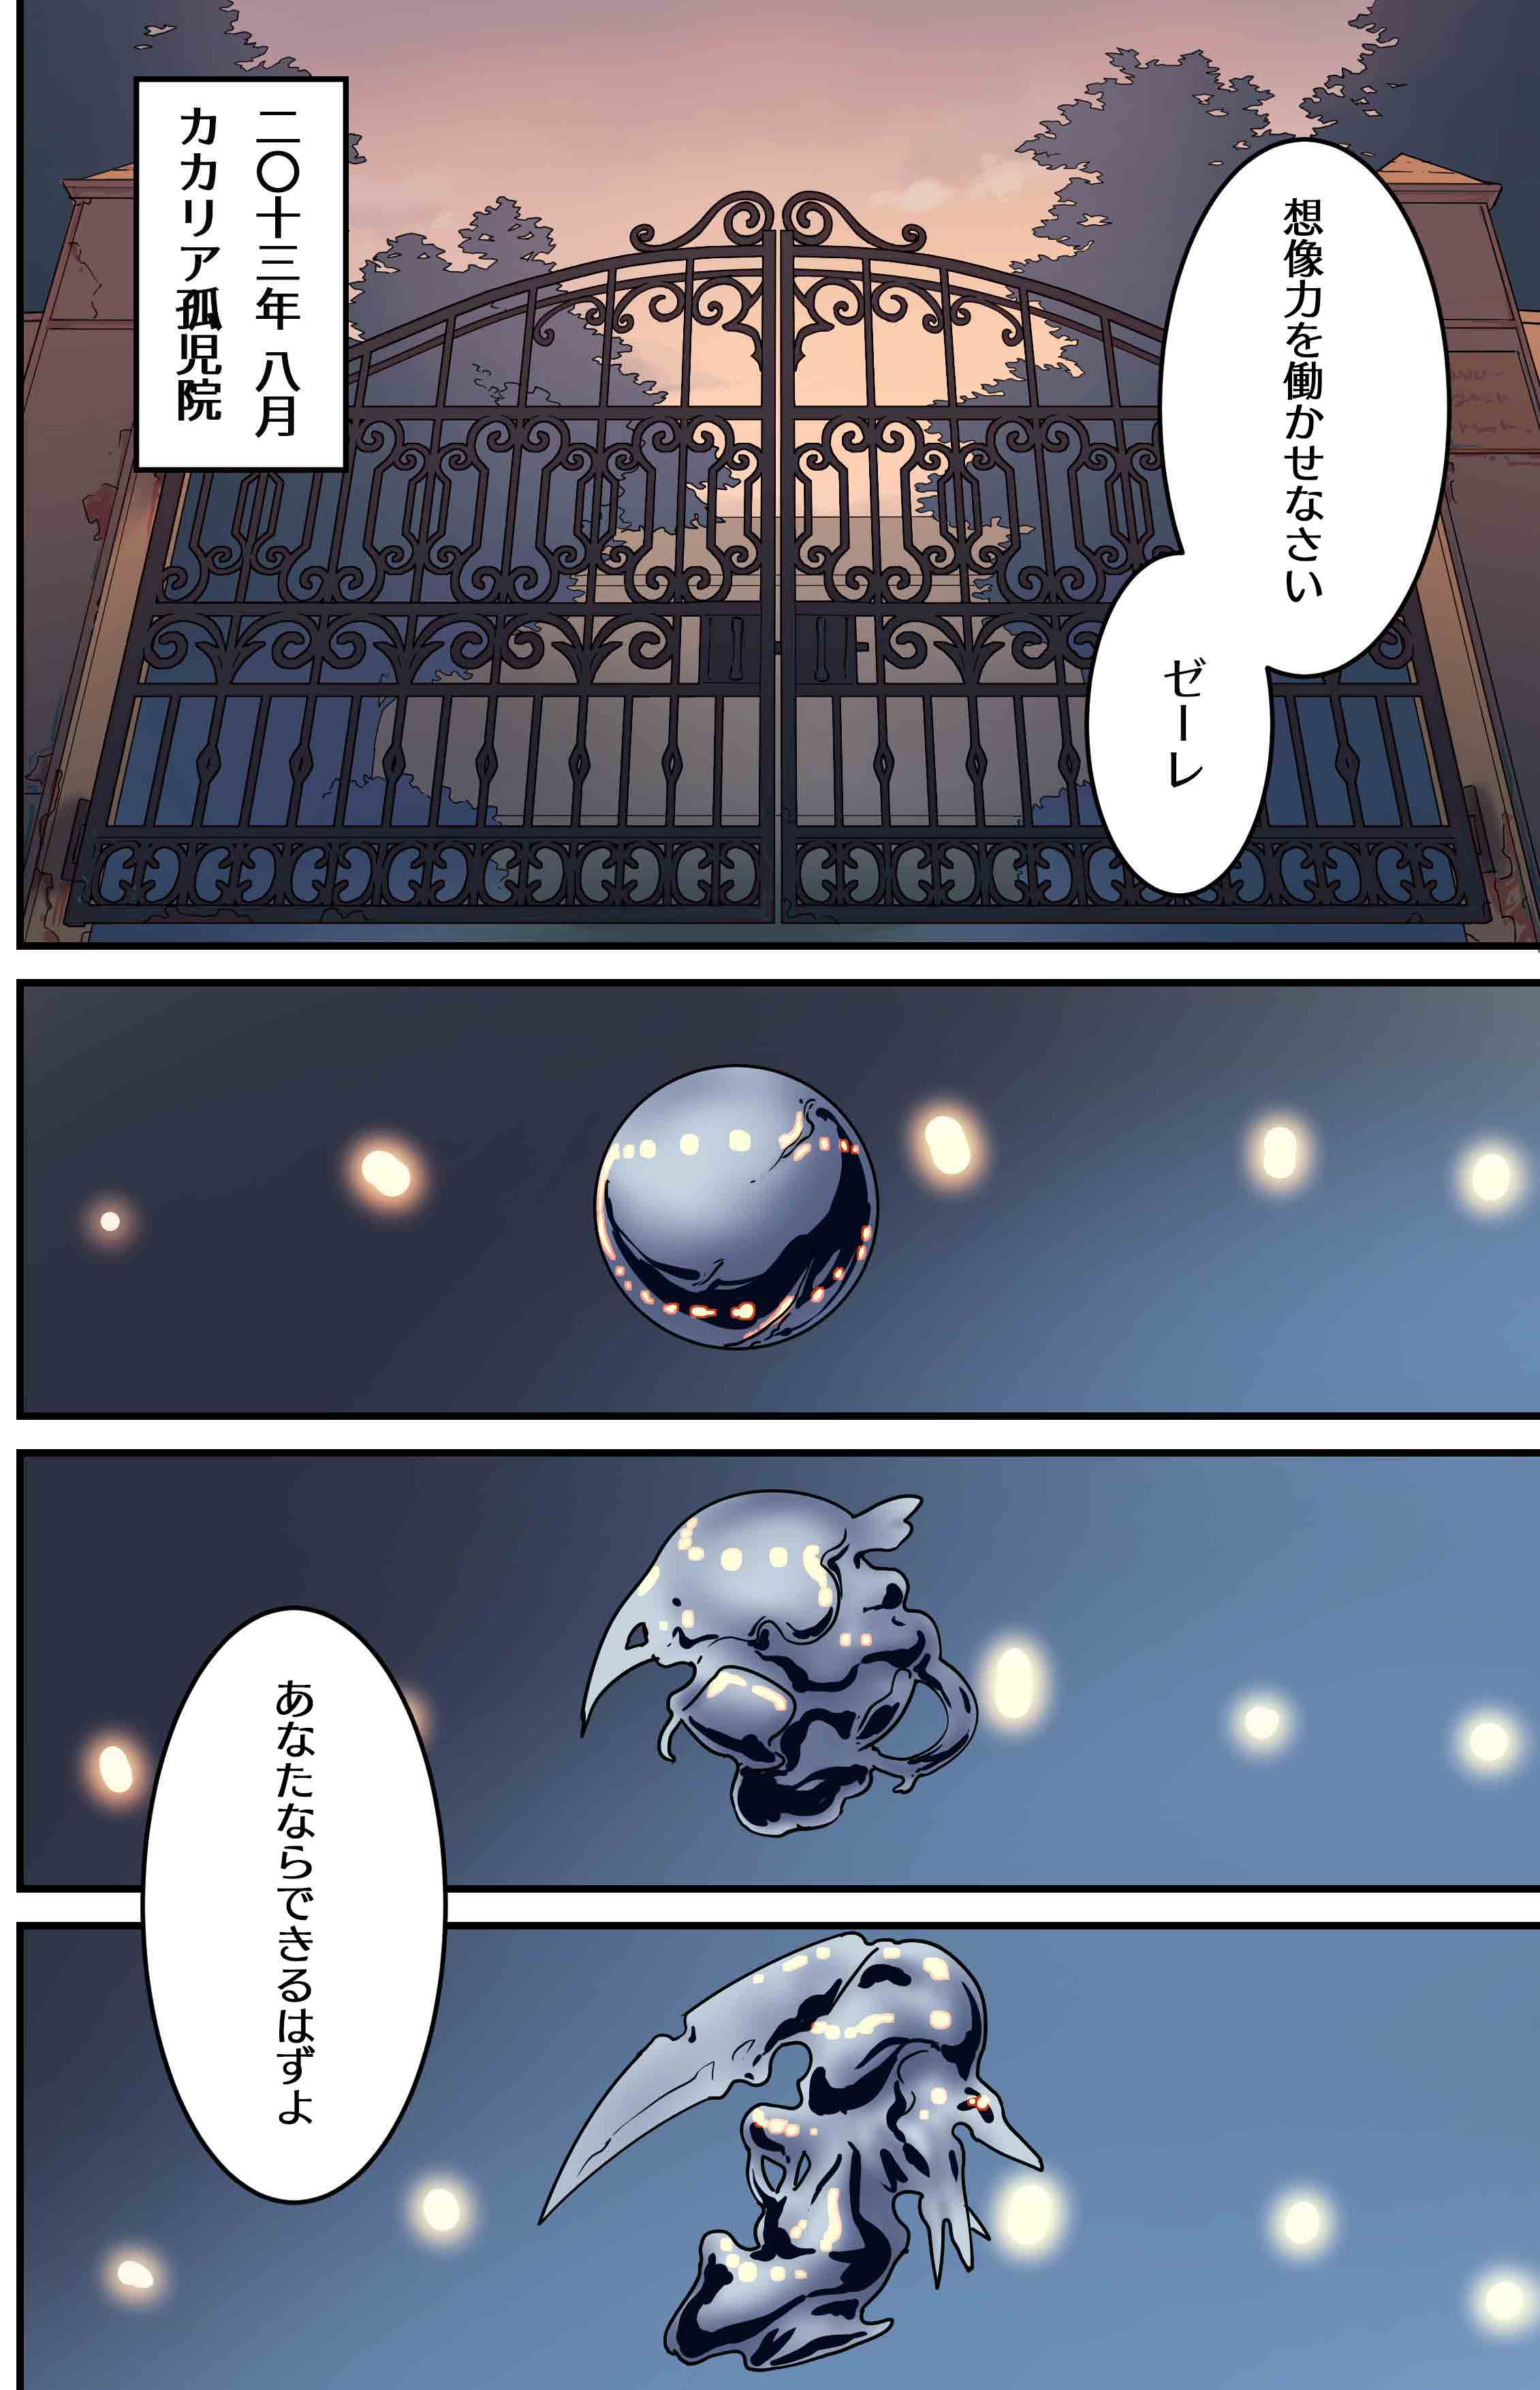 想像力を働かせなさい
ゼーレ
二〇十三年 八月
カカリア孤児院
あなたならできるはずよ